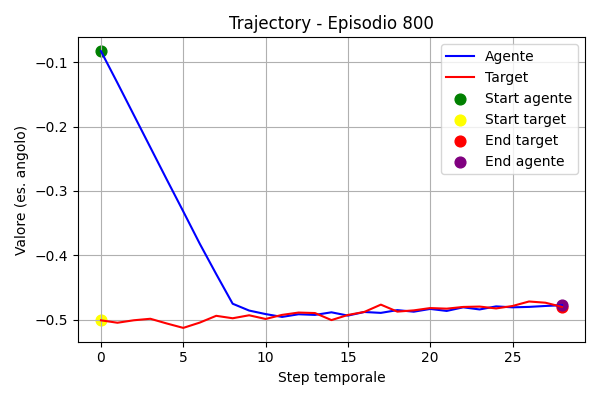 Trajectory - Episodio 800
Valore (es. angolo)
−0.1
−0.2
−0.3
−0.4
−0.5
0
5
10
15
20
25
Step temporale
Agente
Target
Start agente
Start target
End target
End agente